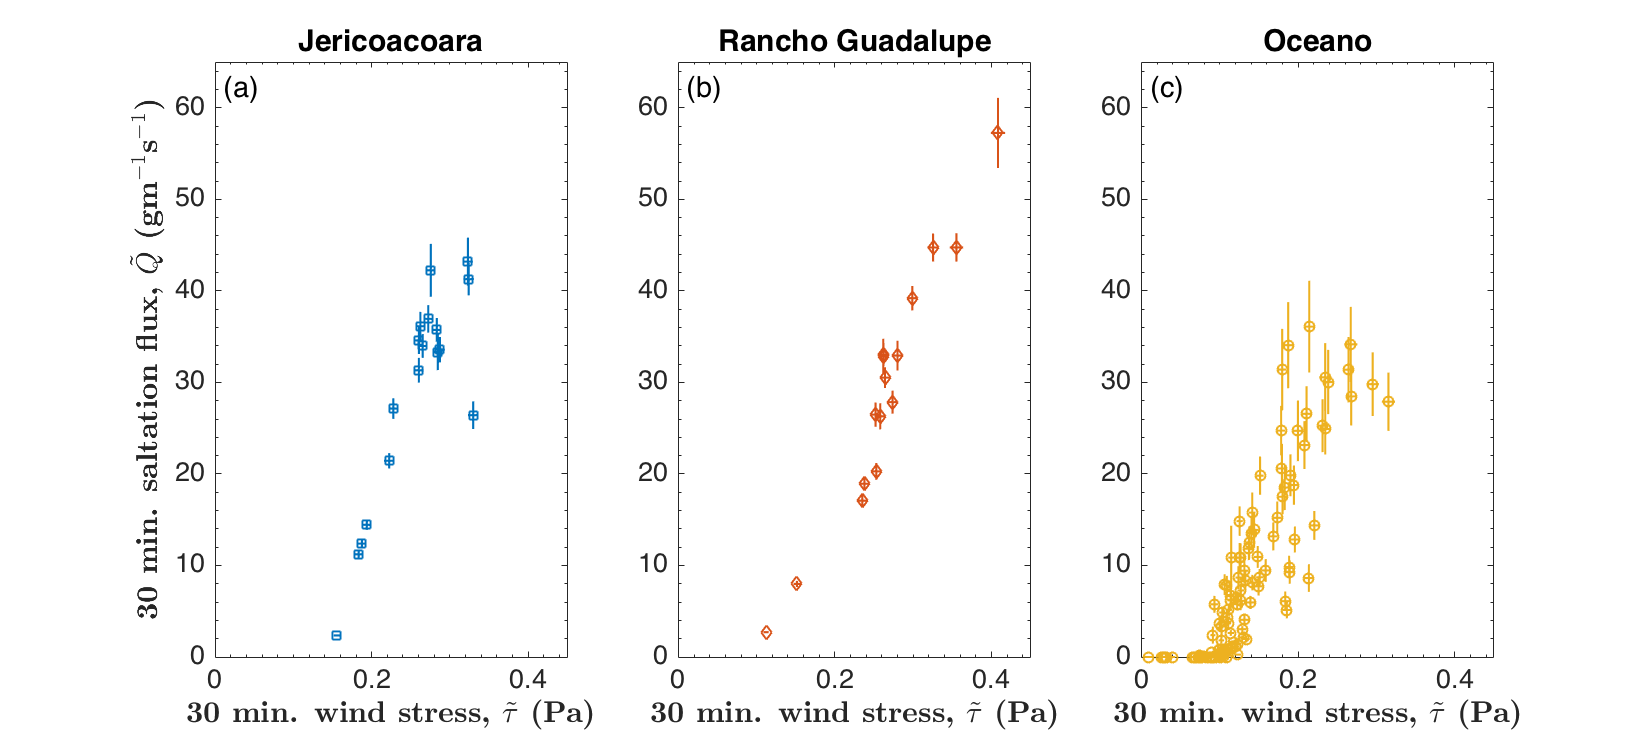 Jericoacoara
Rancho Guadalupe
Oceano
(a)
(b)
(c)
30 min. saltation flux, Q̃ (gm⁻¹s⁻¹)
60
50
40
30
20
10
0
60
50
40
30
20
10
0
60
50
40
30
20
10
0
0 0.2 0.4
0 0.2 0.4
0 0.2 0.4
30 min. wind stress, τ̃ (Pa)
30 min. wind stress, τ̃ (Pa)
30 min. wind stress, τ̃ (Pa)